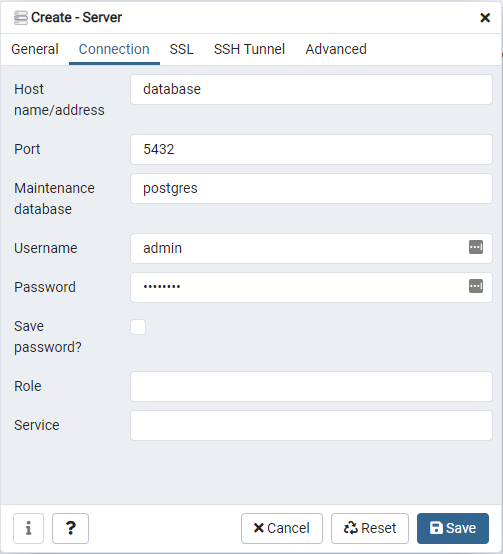 Create - Server
General Connection SSL SSH Tunnel Advanced
Host name/address database
Port 5432
Maintenance database postgres
Username admin
Password ••••••••
Save password?
Role
Service
i ? Cancel Reset Save